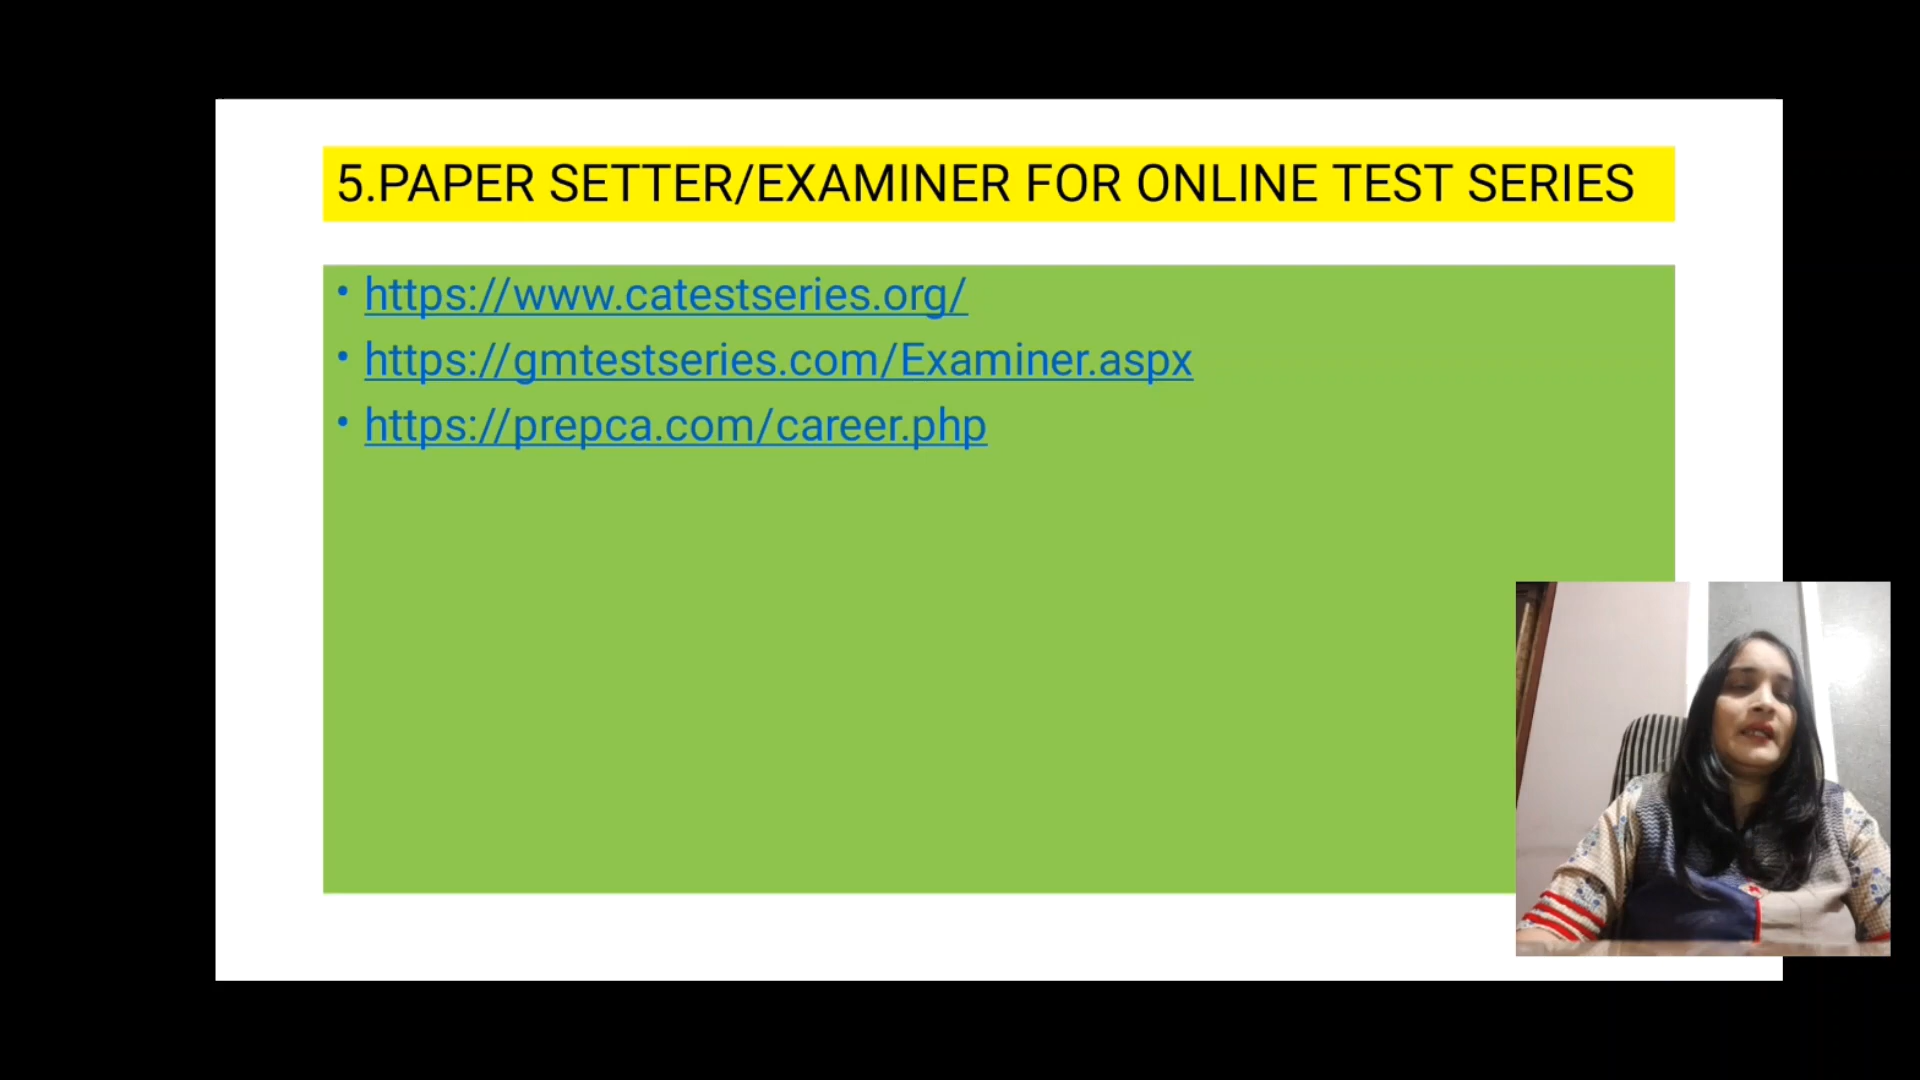 5.PAPER SETTER/EXAMINER FOR ONLINE TEST SERIES
• https://www.catestseries.org/
• https://gmtestseries.com/Examiner.aspx
• https://prepca.com/career.php